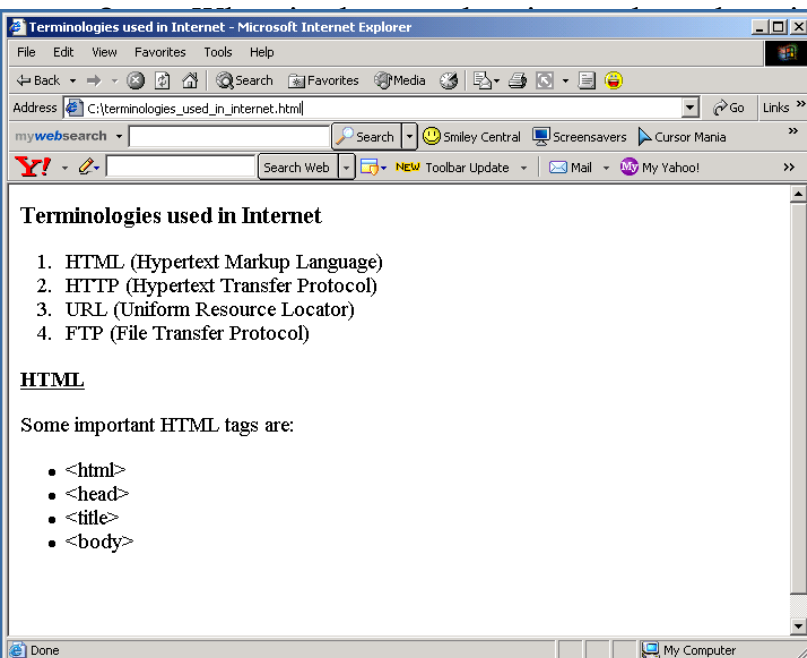 Terminologies used in Internet - Microsoft Internet Explorer
File Edit View Favorites Tools Help
Back Search Favorites Media
Address C:\terminologies_used_in_internet.html Go Links »
mywebsearch Search Smiley Central Screensavers Cursor Mania »
Y! Search Web NEW Toolbar Update Mail My My Yahoo! »
Terminologies used in Internet
1. HTML (Hypertext Markup Language)
2. HTTP (Hypertext Transfer Protocol)
3. URL (Uniform Resource Locator)
4. FTP (File Transfer Protocol)
HTML
Some important HTML tags are:
• <html>
• <head>
• <title>
• <body>
Done My Computer